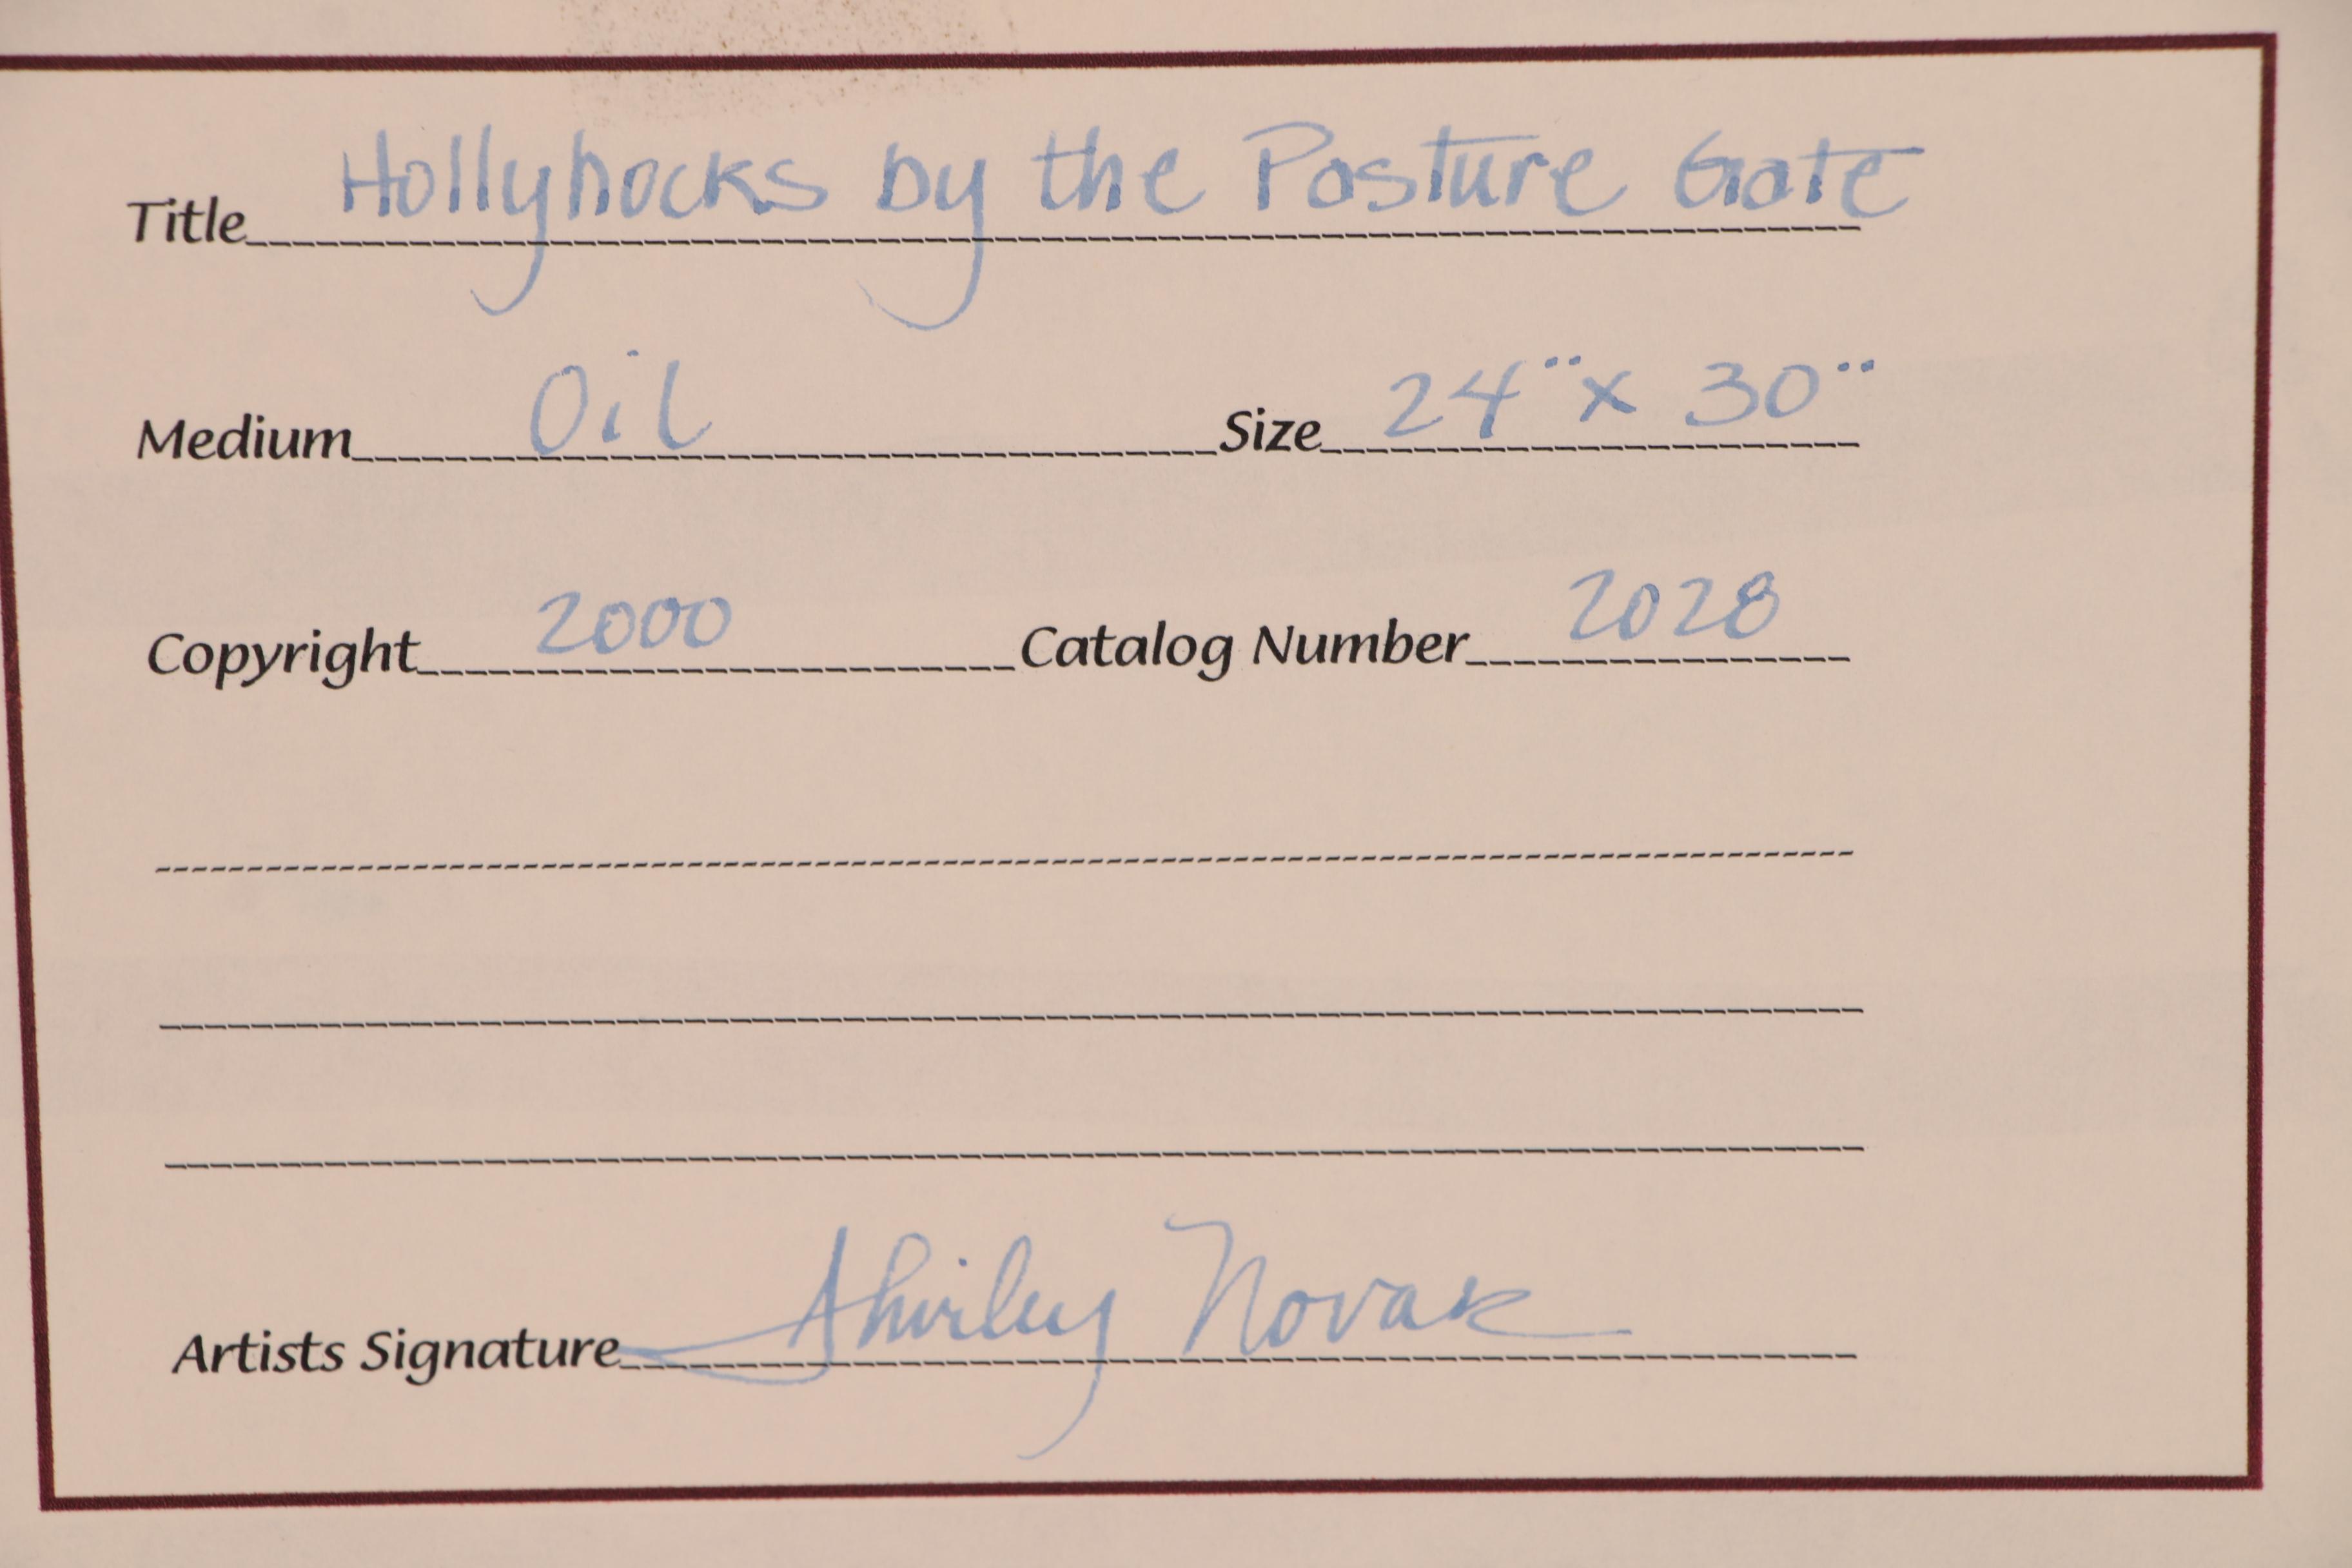 Title Hollyhocks by the Pasture Gate
Medium Oil Size 24" x 30"
Copyright 2000 Catalog Number 2028
Artists Signature Shirley Novak